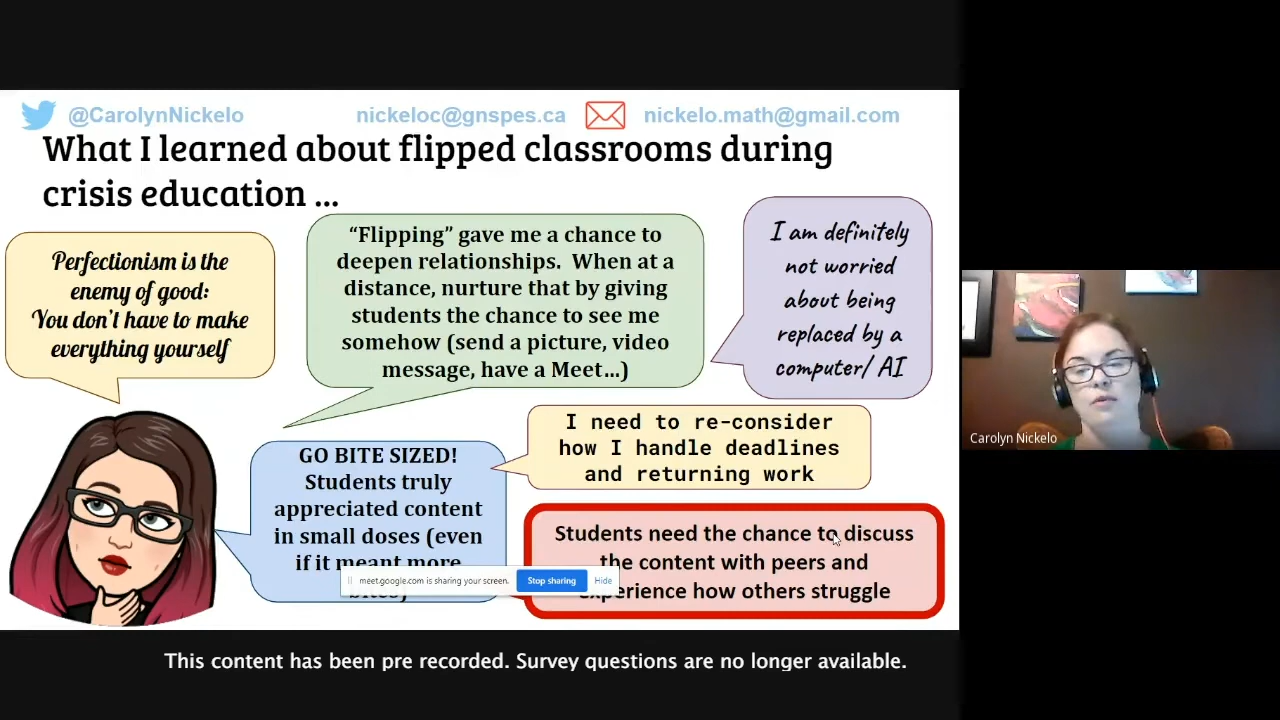 @CarolynNickelo
nickeloc@gnspes.ca
nickelo.math@gmail.com
What I learned about flipped classrooms during
crisis education ...
Perfectionism is the
enemy of good:
You don't have to make
everything yourself
“Flipping” gave me a chance to
deepen relationships. When at a
distance, nurture that by giving
students the chance to see me
somehow (send a picture, video
message, have a Meet…)
I am definitely
not worried
about being
replaced by a
computer/ AI
GO BITE SIZED!
Students truly
appreciated content
in small doses (even
if it meant more
bites)
I need to re-consider
how I handle deadlines
and returning work
Students need the chance to discuss
the content with peers and
experience how others struggle
meet.google.com is sharing your screen.
Stop sharing
Hide
Carolyn Nickelo
This content has been pre recorded. Survey questions are no longer available.